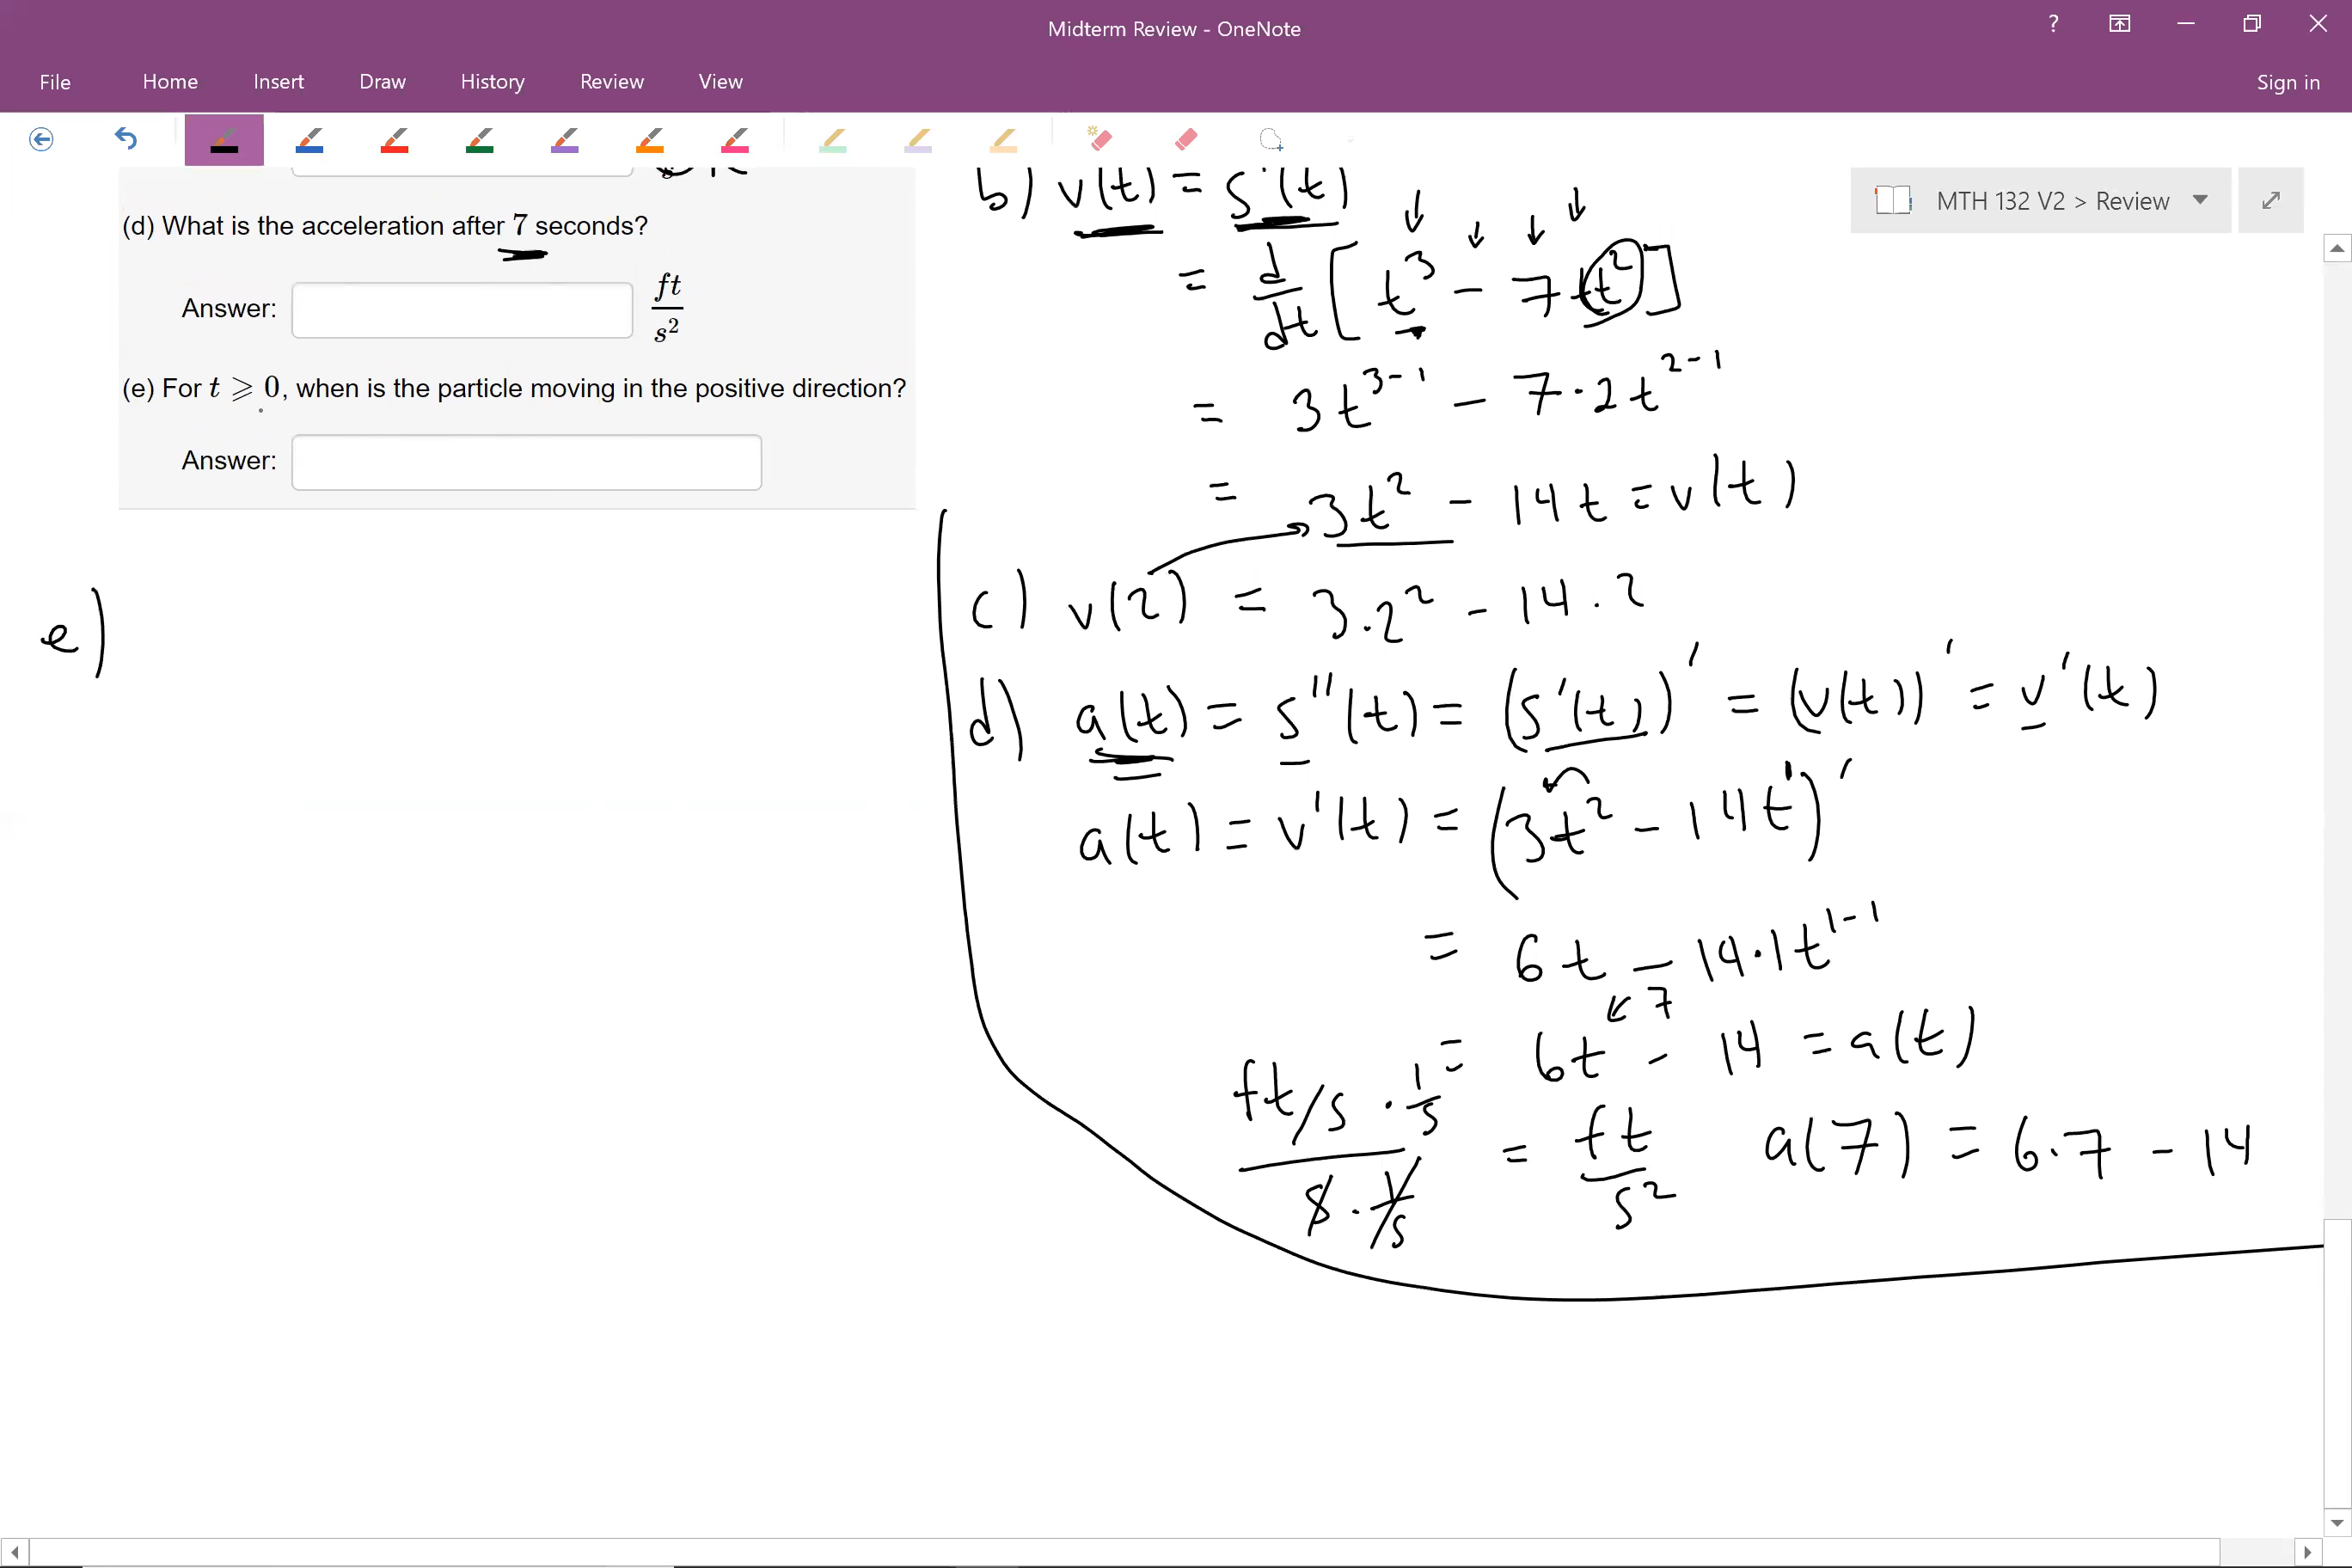 Midterm Review - OneNote
File Home Insert Draw History Review View Sign in
MTH 132 V2 > Review
(d) What is the acceleration after 7 seconds?
Answer: ft/s²
(e) For t ⩾ 0, when is the particle moving in the positive direction?
Answer:
e)
b) v(t) = s'(t)
= d/dt [t³ - 7t²]
= 3t³⁻¹ - 7·2t²⁻¹
= 3t² - 14t = v(t)
c) v(2) = 3·2² - 14·2
d) a(t) = s''(t) = (s'(t))' = (v(t))' = v'(t)
a(t) = v'(t) = (3t² - 14t¹)'
= 6t - 14·1t¹⁻¹
7
= 6t - 14 = a(t)
ft/s · 1/s
/ s · 1/s = ft/s² a(7) = 6·7 - 14